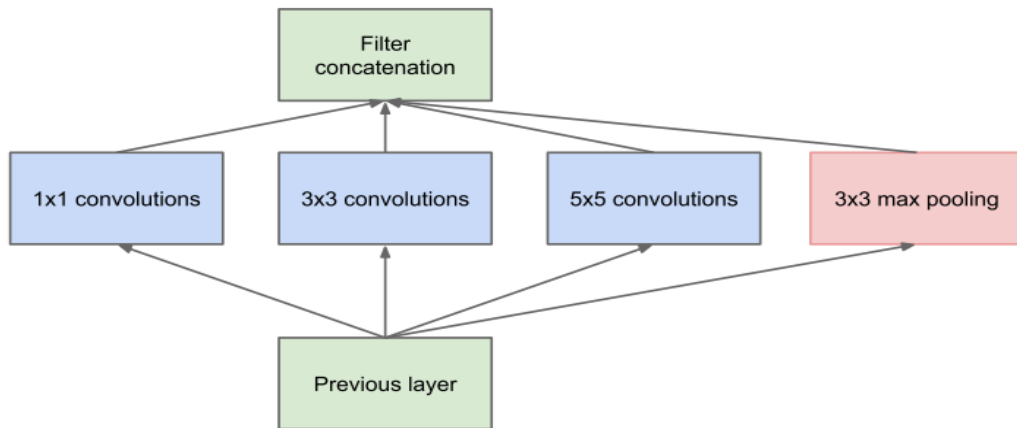 Filter
concatenation
1x1 convolutions
3x3 convolutions
5x5 convolutions
3x3 max pooling
Previous layer